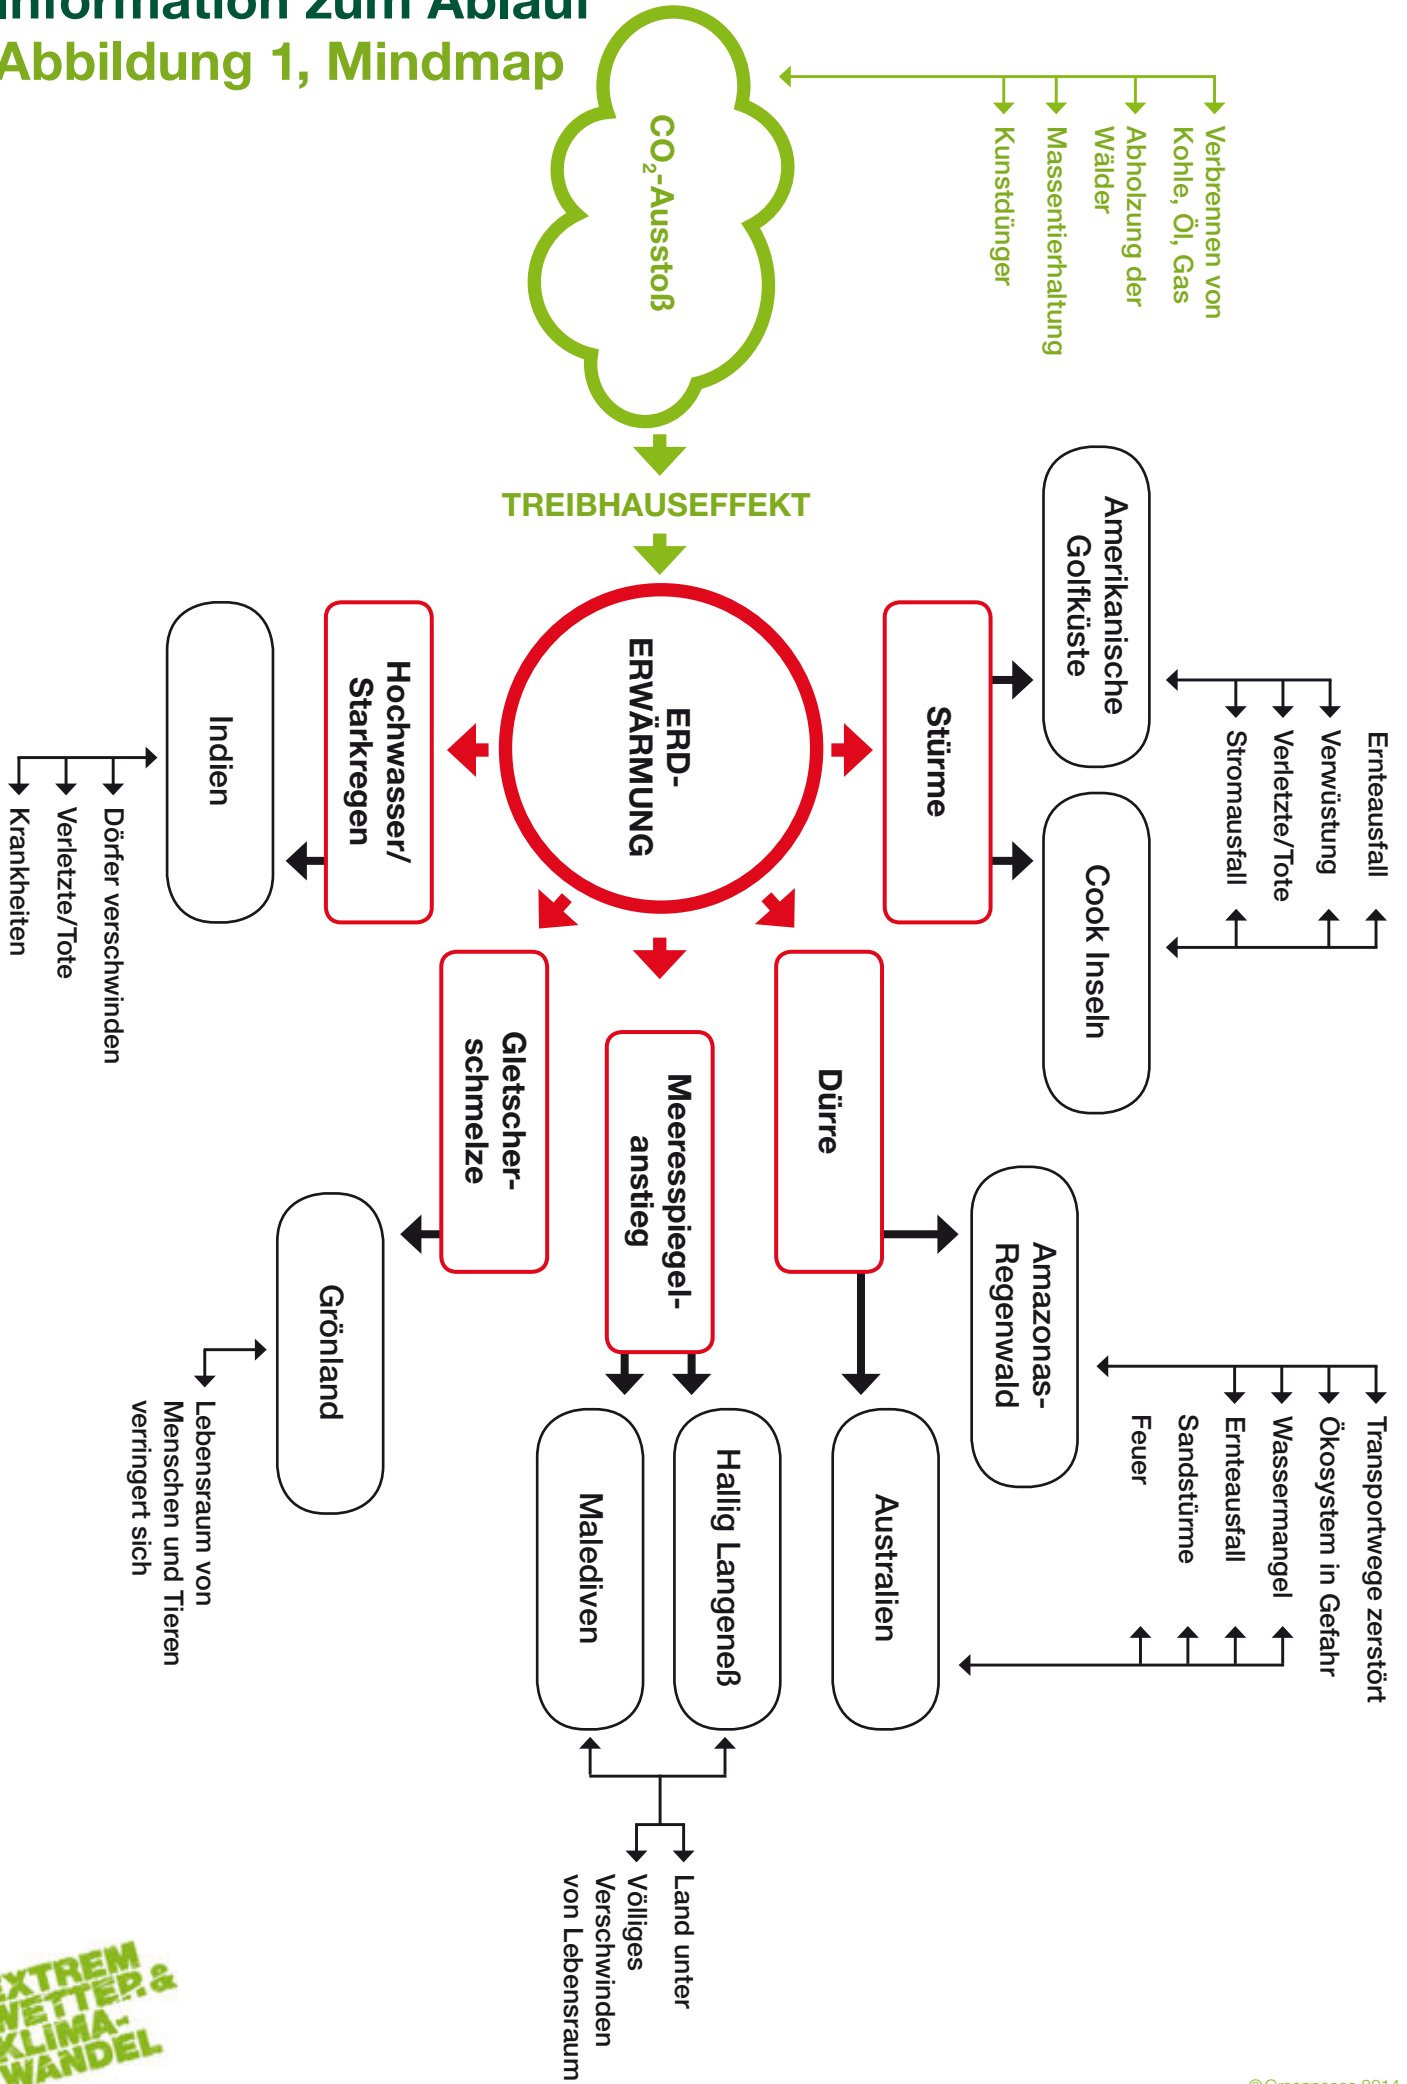 Information zum Ablauf
Abbildung 1, Mindmap
CO₂-Ausstoß
Verbrennen von
Kohle, Öl, Gas
Abholzung der
Wälder
Massentierhaltung
Kunstdünger
TREIBHAUSEFFEKT
ERD-
ERWÄRMUNG
Stürme
Amerikanische
Golfküste
Cook Inseln
Ernteausfall
Verwüstung
Verletzte/Tote
Stromausfall
Dürre
Amazonas-
Regenwald
Australien
Transportwege zerstört
Ökosystem in Gefahr
Wassermangel
Ernteausfall
Sandstürme
Feuer
Meeresspiegel-
anstieg
Hallig Langeneß
Malediven
Land unter
Völliges
Verschwinden
von Lebensraum
Gletscher-
schmelze
Grönland
Lebensraum von
Menschen und Tieren
verringert sich
Hochwasser/
Starkregen
Indien
Dörfer verschwinden
Verletzte/Tote
Krankheiten
EXTREM
WETTER &
KLIMA-
WANDEL